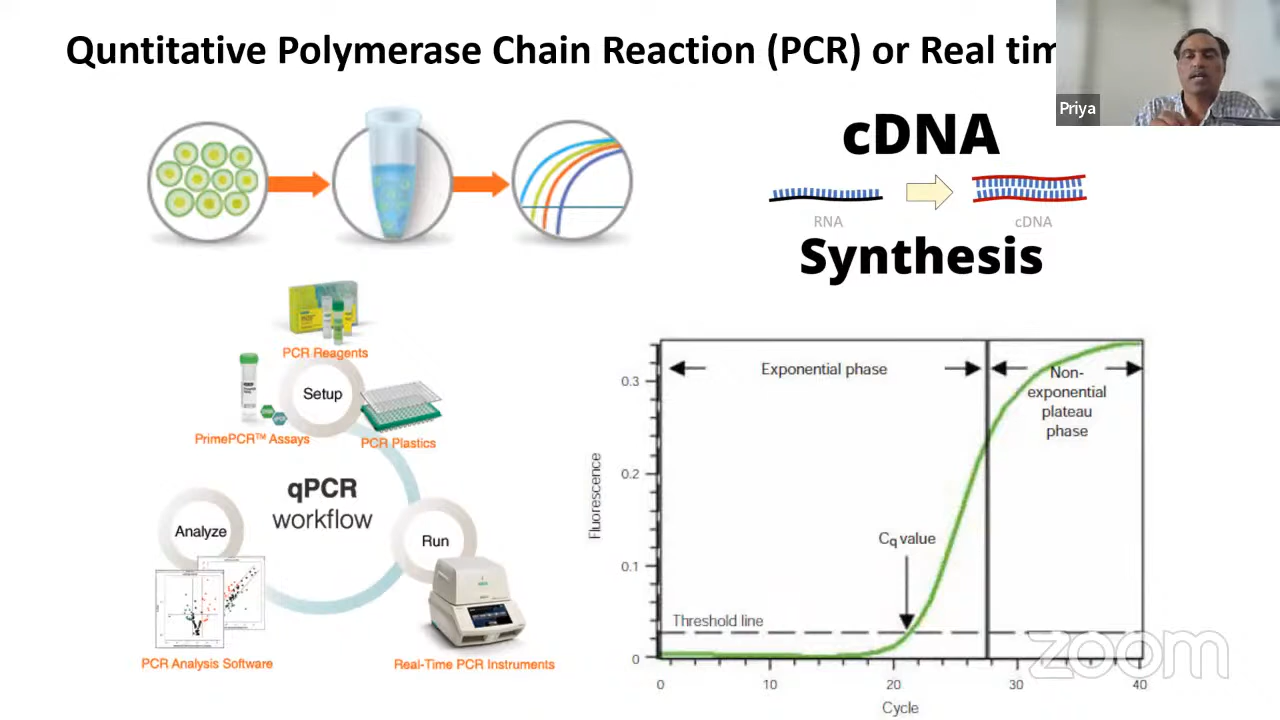 Quntitative Polymerase Chain Reaction (PCR) or Real tim
Priya
cDNA
RNA
cDNA
Synthesis
PCR Reagents
Setup
PrimePCR™ Assays
PCR Plastics
qPCR
workflow
Analyze
Run
PCR Analysis Software
Real-Time PCR Instruments
Exponential phase
Non-
exponential
plateau
phase
0.3
0.2
0.1
0
Fluorescence
Cq value
Threshold line
0
10
20
30
40
Cycle
zoom